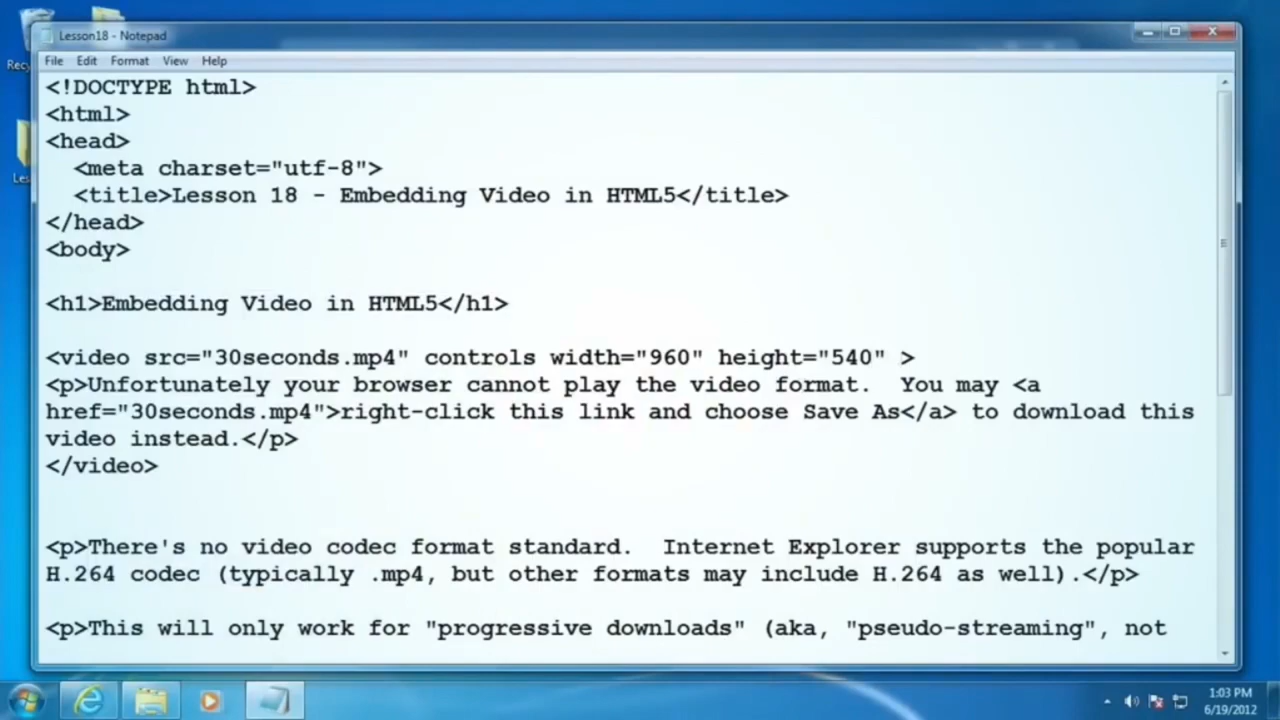 Recy
Les
Lesson18 - Notepad
File Edit Format View Help
<!DOCTYPE html>
<html>
<head>
  <meta charset="utf-8">
  <title>Lesson 18 - Embedding Video in HTML5</title>
</head>
<body>
<h1>Embedding Video in HTML5</h1>
<video src="30seconds.mp4" controls width="960" height="540" >
<p>Unfortunately your browser cannot play the video format.  You may <a
href="30seconds.mp4">right-click this link and choose Save As</a> to download this
video instead.</p>
</video>
<p>There's no video codec format standard.  Internet Explorer supports the popular
H.264 codec (typically .mp4, but other formats may include H.264 as well).</p>
<p>This will only work for "progressive downloads" (aka, "pseudo-streaming", not
1:03 PM
6/19/2012